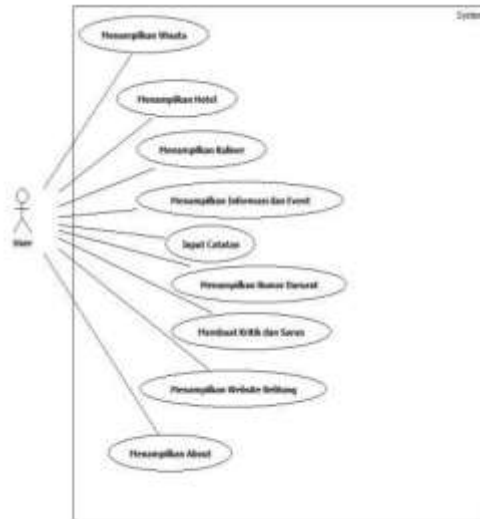 System
Menampilkan Wisata
Menampilkan Hotel
Menampilkan Kuliner
Menampilkan Informasi dan Event
User
Input Catatan
Menampilkan Nomor Darurat
Membuat Kritik dan Saran
Menampilkan Website Belitung
Menampilkan About